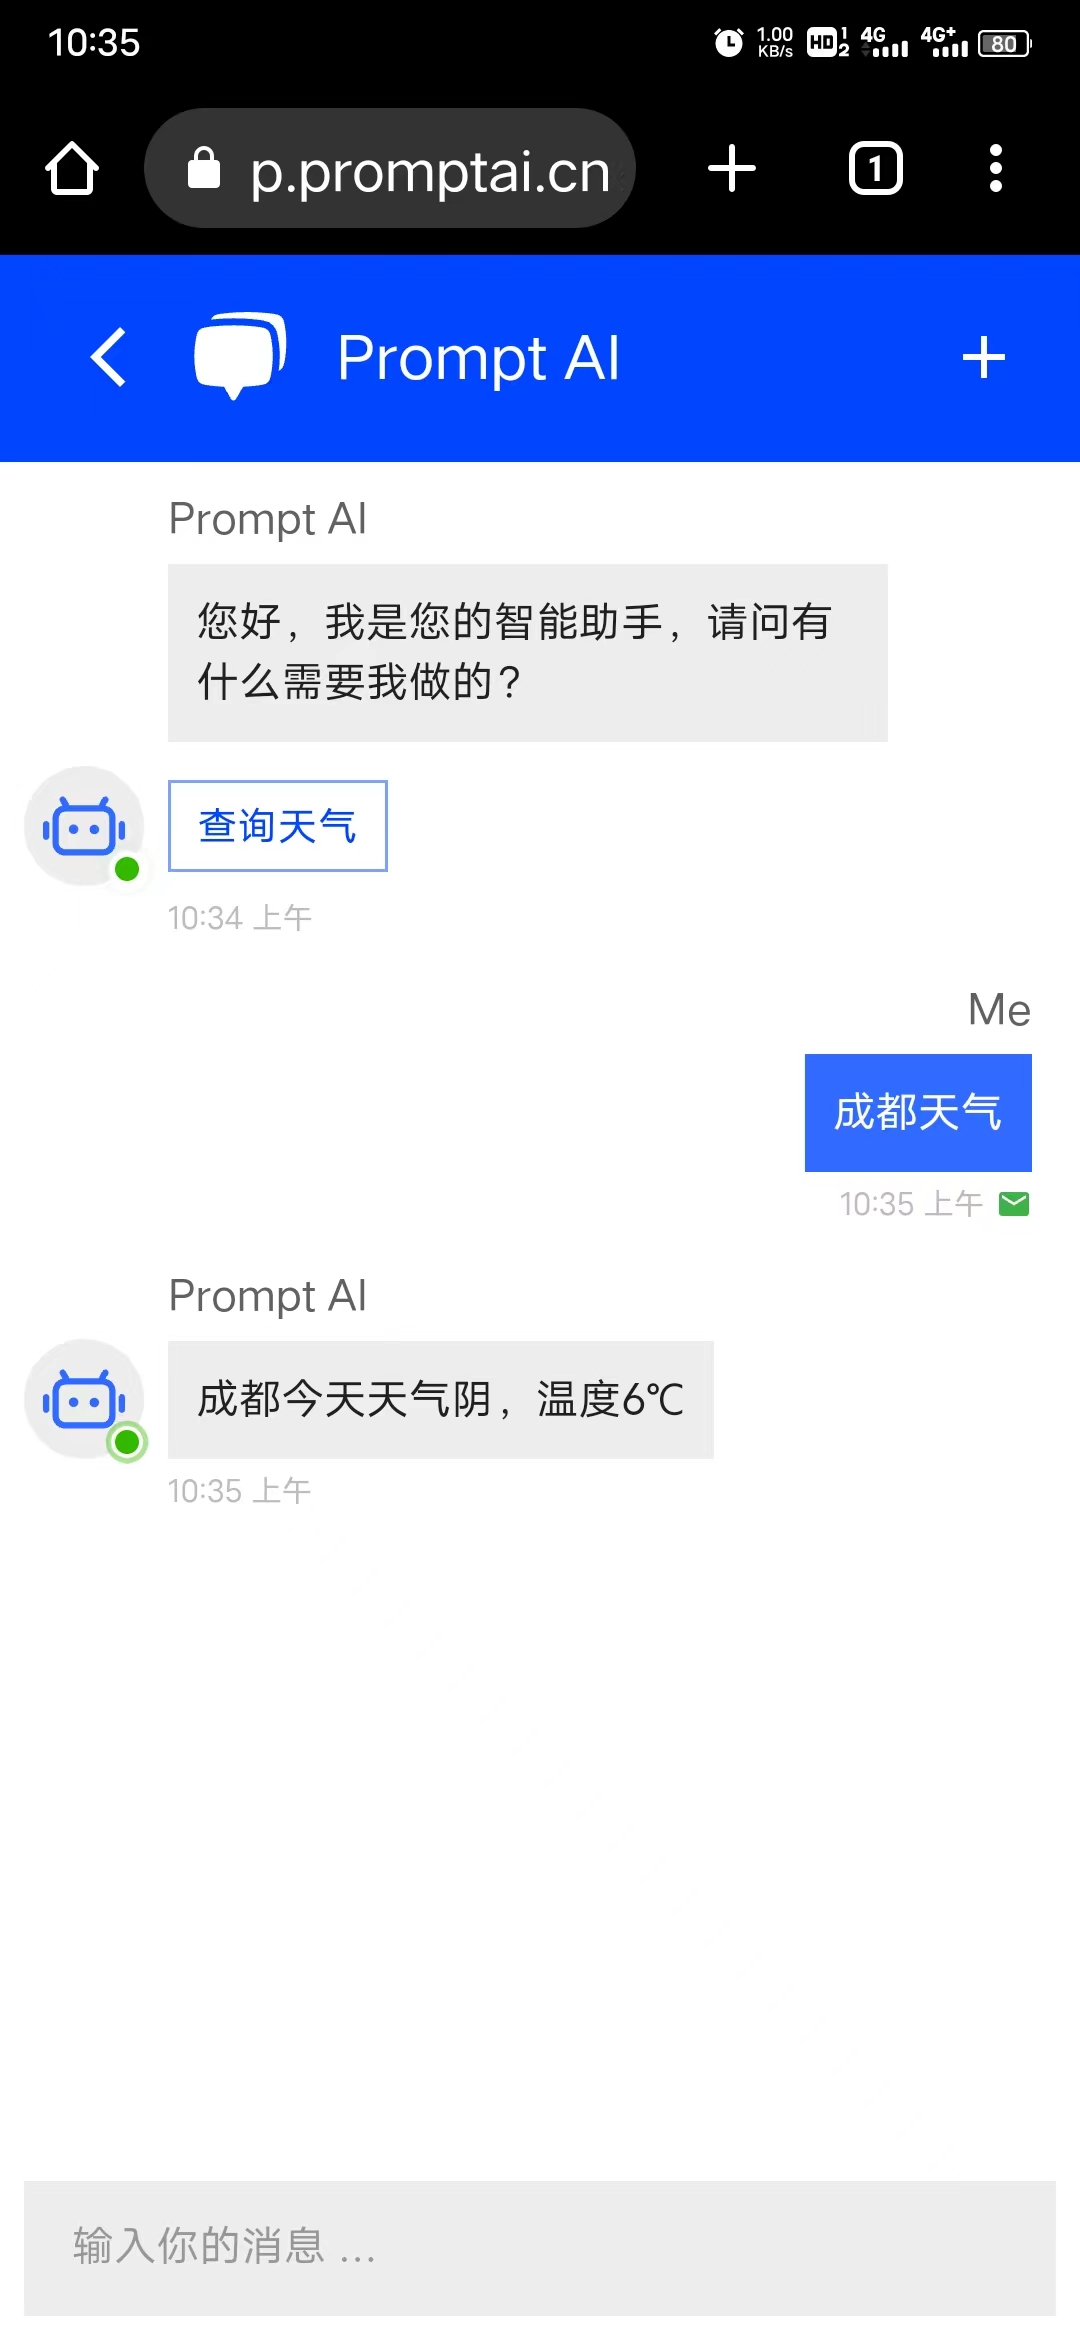 10:35
1.00
KB/s
HD 1
2
4G
4G+
80
p.promptai.cn
1
Prompt AI
Prompt AI
您好，我是您的智能助手，请问有
什么需要我做的？
查询天气
10:34 上午
Me
成都天气
10:35 上午
Prompt AI
成都今天天气阴，温度6℃
10:35 上午
输入你的消息 ...